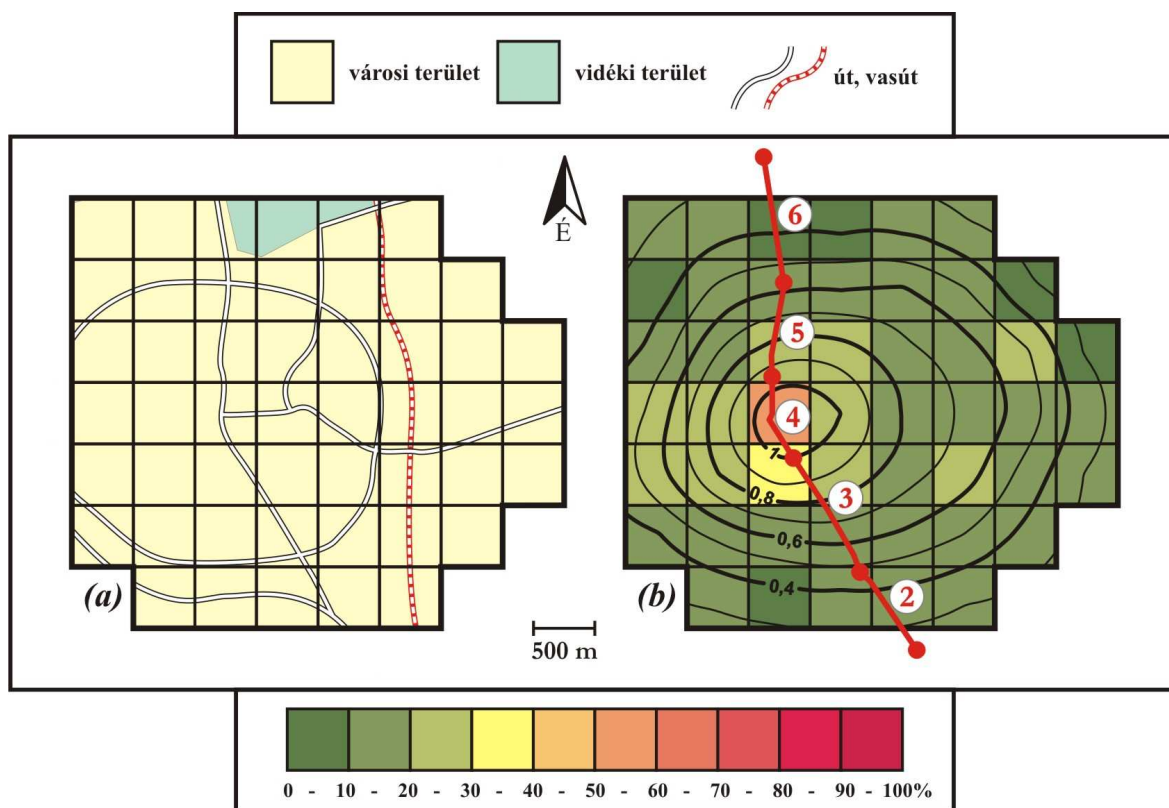 városi terület
vidéki terület
út, vasút
É
6
5
4
1
0,8
3
0,6
0,4
2
(a)
(b)
500 m
0 - 10 - 20 - 30 - 40 - 50 - 60 - 70 - 80 - 90 - 100%